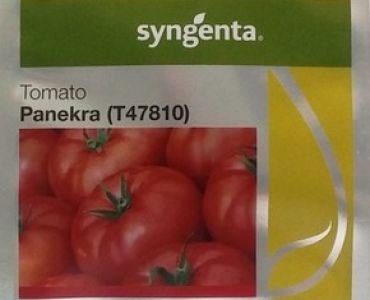 syngenta®
Tomato
Panekra (T47810)